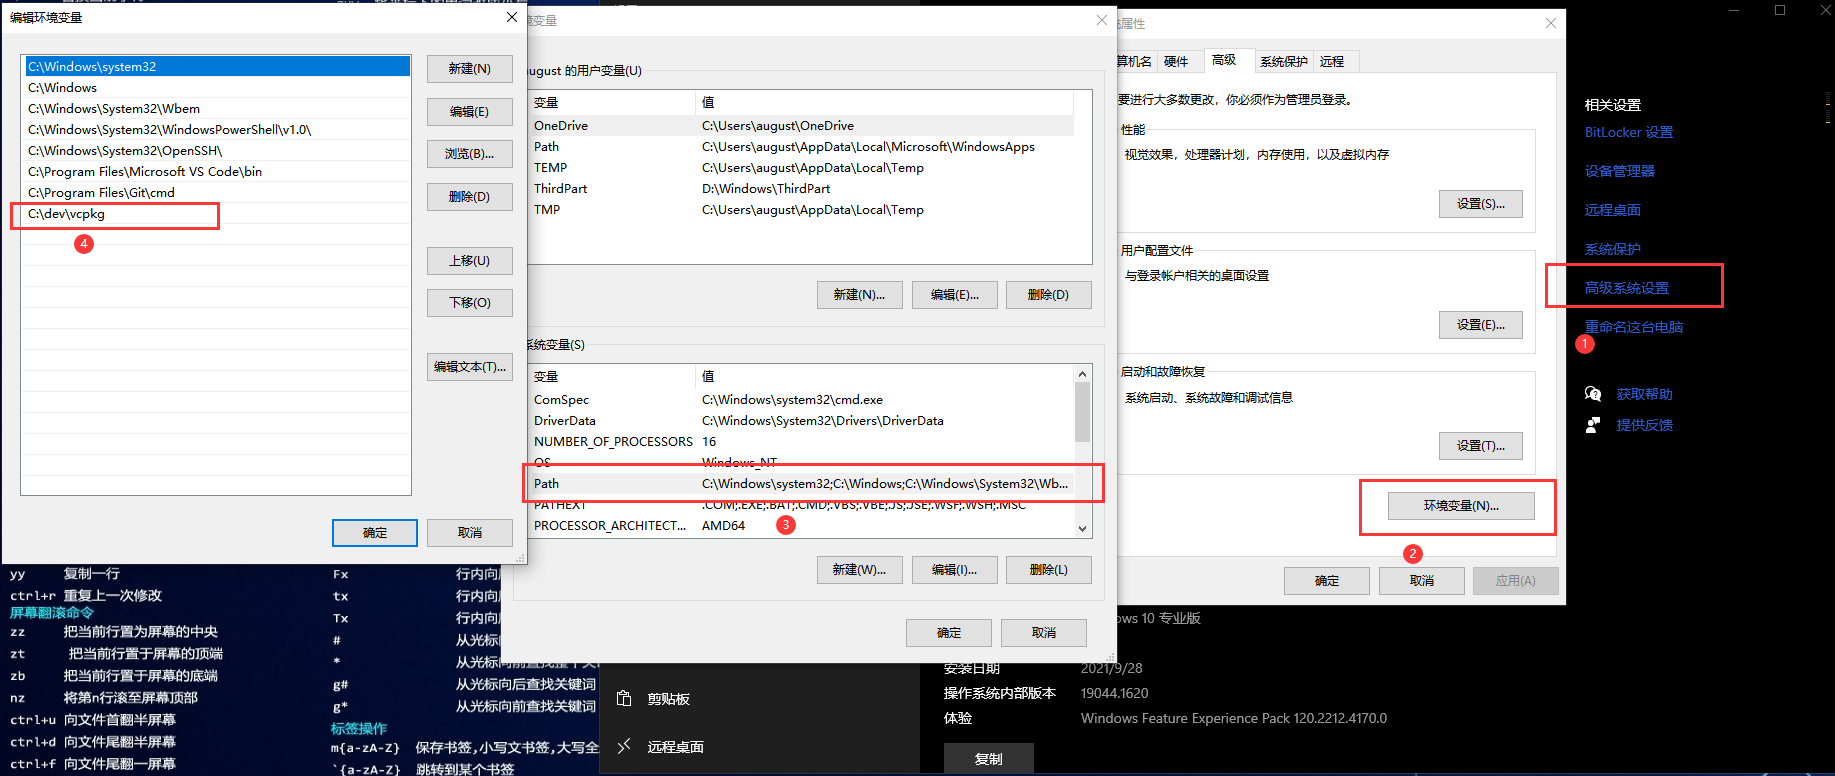 编辑环境变量
C:\Windows\system32
C:\Windows
C:\Windows\System32\Wbem
C:\Windows\System32\WindowsPowerShell\v1.0\
C:\Windows\System32\OpenSSH\
C:\Program Files\Microsoft VS Code\bin
C:\Program Files\Git\cmd
C:\dev\vcpkg
4
新建(N)
编辑(E)
浏览(B)...
删除(D)
上移(U)
下移(O)
编辑文本(T)...
确定
取消
境变量
august 的用户变量(U)
变量 值
OneDrive C:\Users\august\OneDrive
Path C:\Users\august\AppData\Local\Microsoft\WindowsApps
TEMP C:\Users\august\AppData\Local\Temp
ThirdPart D:\Windows\ThirdPart
TMP C:\Users\august\AppData\Local\Temp
新建(N)... 编辑(E)... 删除(D)
系统变量(S)
变量 值
ComSpec C:\Windows\system32\cmd.exe
DriverData C:\Windows\System32\Drivers\DriverData
NUMBER_OF_PROCESSORS 16
OS Windows_NT
Path C:\Windows\system32;C:\Windows;C:\Windows\System32\Wb...
PATHEXT .COM;.EXE;.BAT;.CMD;.VBS;.VBE;.JS;.JSE;.WSF;.WSH;.MSC
PROCESSOR_ARCHITECT... AMD64
3
新建(W)... 编辑(I)... 删除(L)
确定 取消
统属性
算机名 硬件 高级 系统保护 远程
要进行大多数更改，你必须作为管理员登录。
性能
视觉效果，处理器计划，内存使用，以及虚拟内存
设置(S)...
用户配置文件
与登录帐户相关的桌面设置
设置(E)...
启动和故障恢复
系统启动、系统故障和调试信息
设置(T)...
环境变量(N)...
2
确定 取消 应用(A)
相关设置
BitLocker 设置
设备管理器
远程桌面
系统保护
高级系统设置
重命名这台电脑
1
获取帮助
提供反馈
yy 复制一行
ctrl+r 重复上一次修改
屏幕翻滚命令
zz 把当前行置为屏幕的中央
zt 把当前行置于屏幕的顶端
zb 把当前行置于屏幕的底端
nz 将第n行滚至屏幕顶部
ctrl+u 向文件首翻半屏幕
ctrl+d 向文件尾翻半屏幕
ctrl+f 向文件尾翻一屏幕
Fx 行内向
tx 行内向
Tx 行内向
# 从光标向
* 从光标向前查找整个关
g# 从光标向后查找关键词
g* 从光标向前查找关键词
标签操作
m{a-zA-Z} 保存书签,小写文书签,大写全
`{a-zA-Z} 跳转到某个书签
剪贴板
远程桌面
ows 10 专业版
安装日期 2021/9/28
操作系统内部版本 19044.1620
体验 Windows Feature Experience Pack 120.2212.4170.0
复制